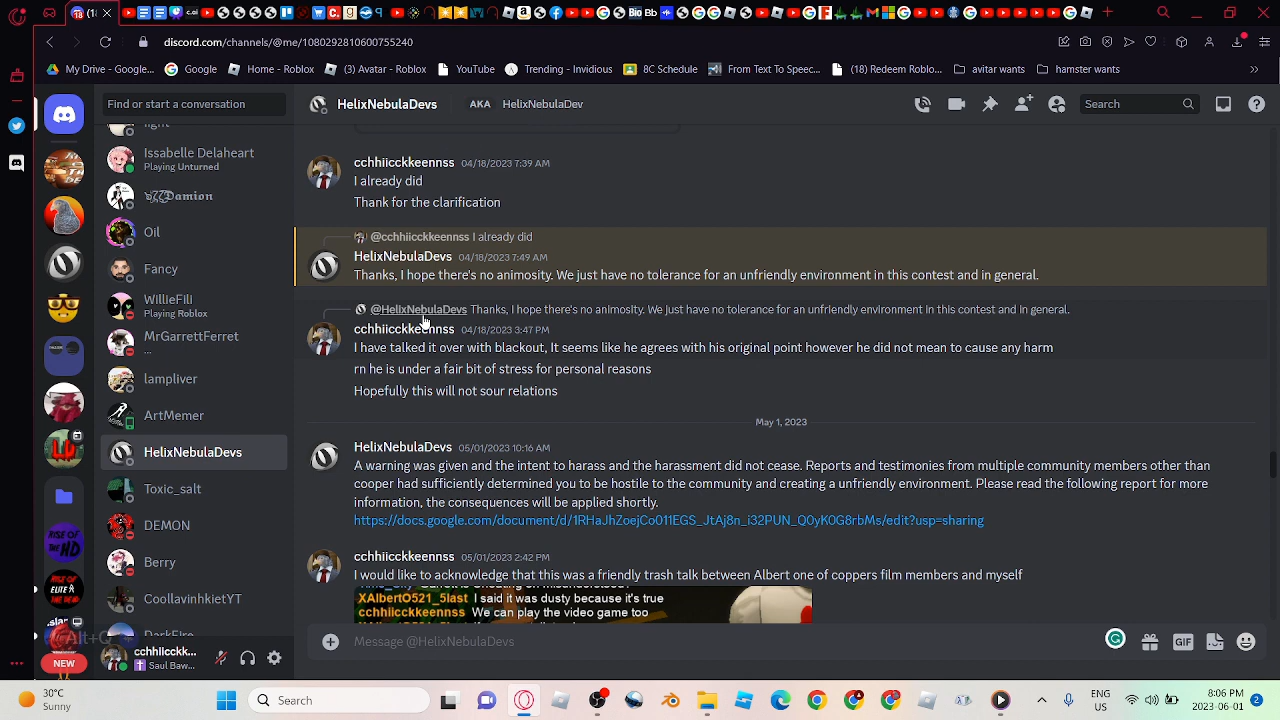 18 (1
discord.com/channels/@me/1080292810600755240
My Drive - Google...
Google
Home - Roblox
(3) Avatar - Roblox
YouTube
Trending - Invidious
8C Schedule
From Text To Speec...
(18) Redeem Roblo...
avitar wants
hamster wants
Find or start a conversation
HelixNebulaDevs
AKA
HelixNebulaDev
Search
light
Issabelle Delaheart
Playing Unturned
Damion
Oil
Fancy
WillieFili
Playing Roblox
MrGarrettFerret
...
lampliver
ArtMemer
HelixNebulaDevs
Toxic_salt
DEMON
Berry
CoollavinhkietYT
DarkFire
cchhiicckk...
Saul Baw...
Alt+Q
NEW
cchhiicckkeennss 04/18/2023 7:39 AM
I already did
Thank for the clarification
@cchhiicckkeennss I already did
HelixNebulaDevs 04/18/2023 7:49 AM
Thanks, I hope there's no animosity. We just have no tolerance for an unfriendly environment in this contest and in general.
@HelixNebulaDevs Thanks, I hope there's no animosity. We just have no tolerance for an unfriendly environment in this contest and in general.
cchhiicckkeennss 04/18/2023 3:47 PM
I have talked it over with blackout, It seems like he agrees with his original point however he did not mean to cause any harm
rn he is under a fair bit of stress for personal reasons
Hopefully this will not sour relations
May 1, 2023
HelixNebulaDevs 05/01/2023 10:16 AM
A warning was given and the intent to harass and the harassment did not cease. Reports and testimonies from multiple community members other than
cooper had sufficiently determined you to be hostile to the community and creating a unfriendly environment. Please read the following report for more
information, the consequences will be applied shortly.
https://docs.google.com/document/d/1RHaJhZoejCo011EGS_JtAj8n_i32PUN_Q0yK0G8rbMs/edit?usp=sharing
cchhiicckkeennss 05/01/2023 2:42 PM
I would like to acknowledge that this was a friendly trash talk between Albert one of coppers film members and myself
XAlbertO521_5last I said it was dusty because it's true
cchhiicckkeennss We can play the video game too
Message @HelixNebulaDevs
GIF
30°C
Sunny
Search
ENG
US
8:06 PM
2023-06-01